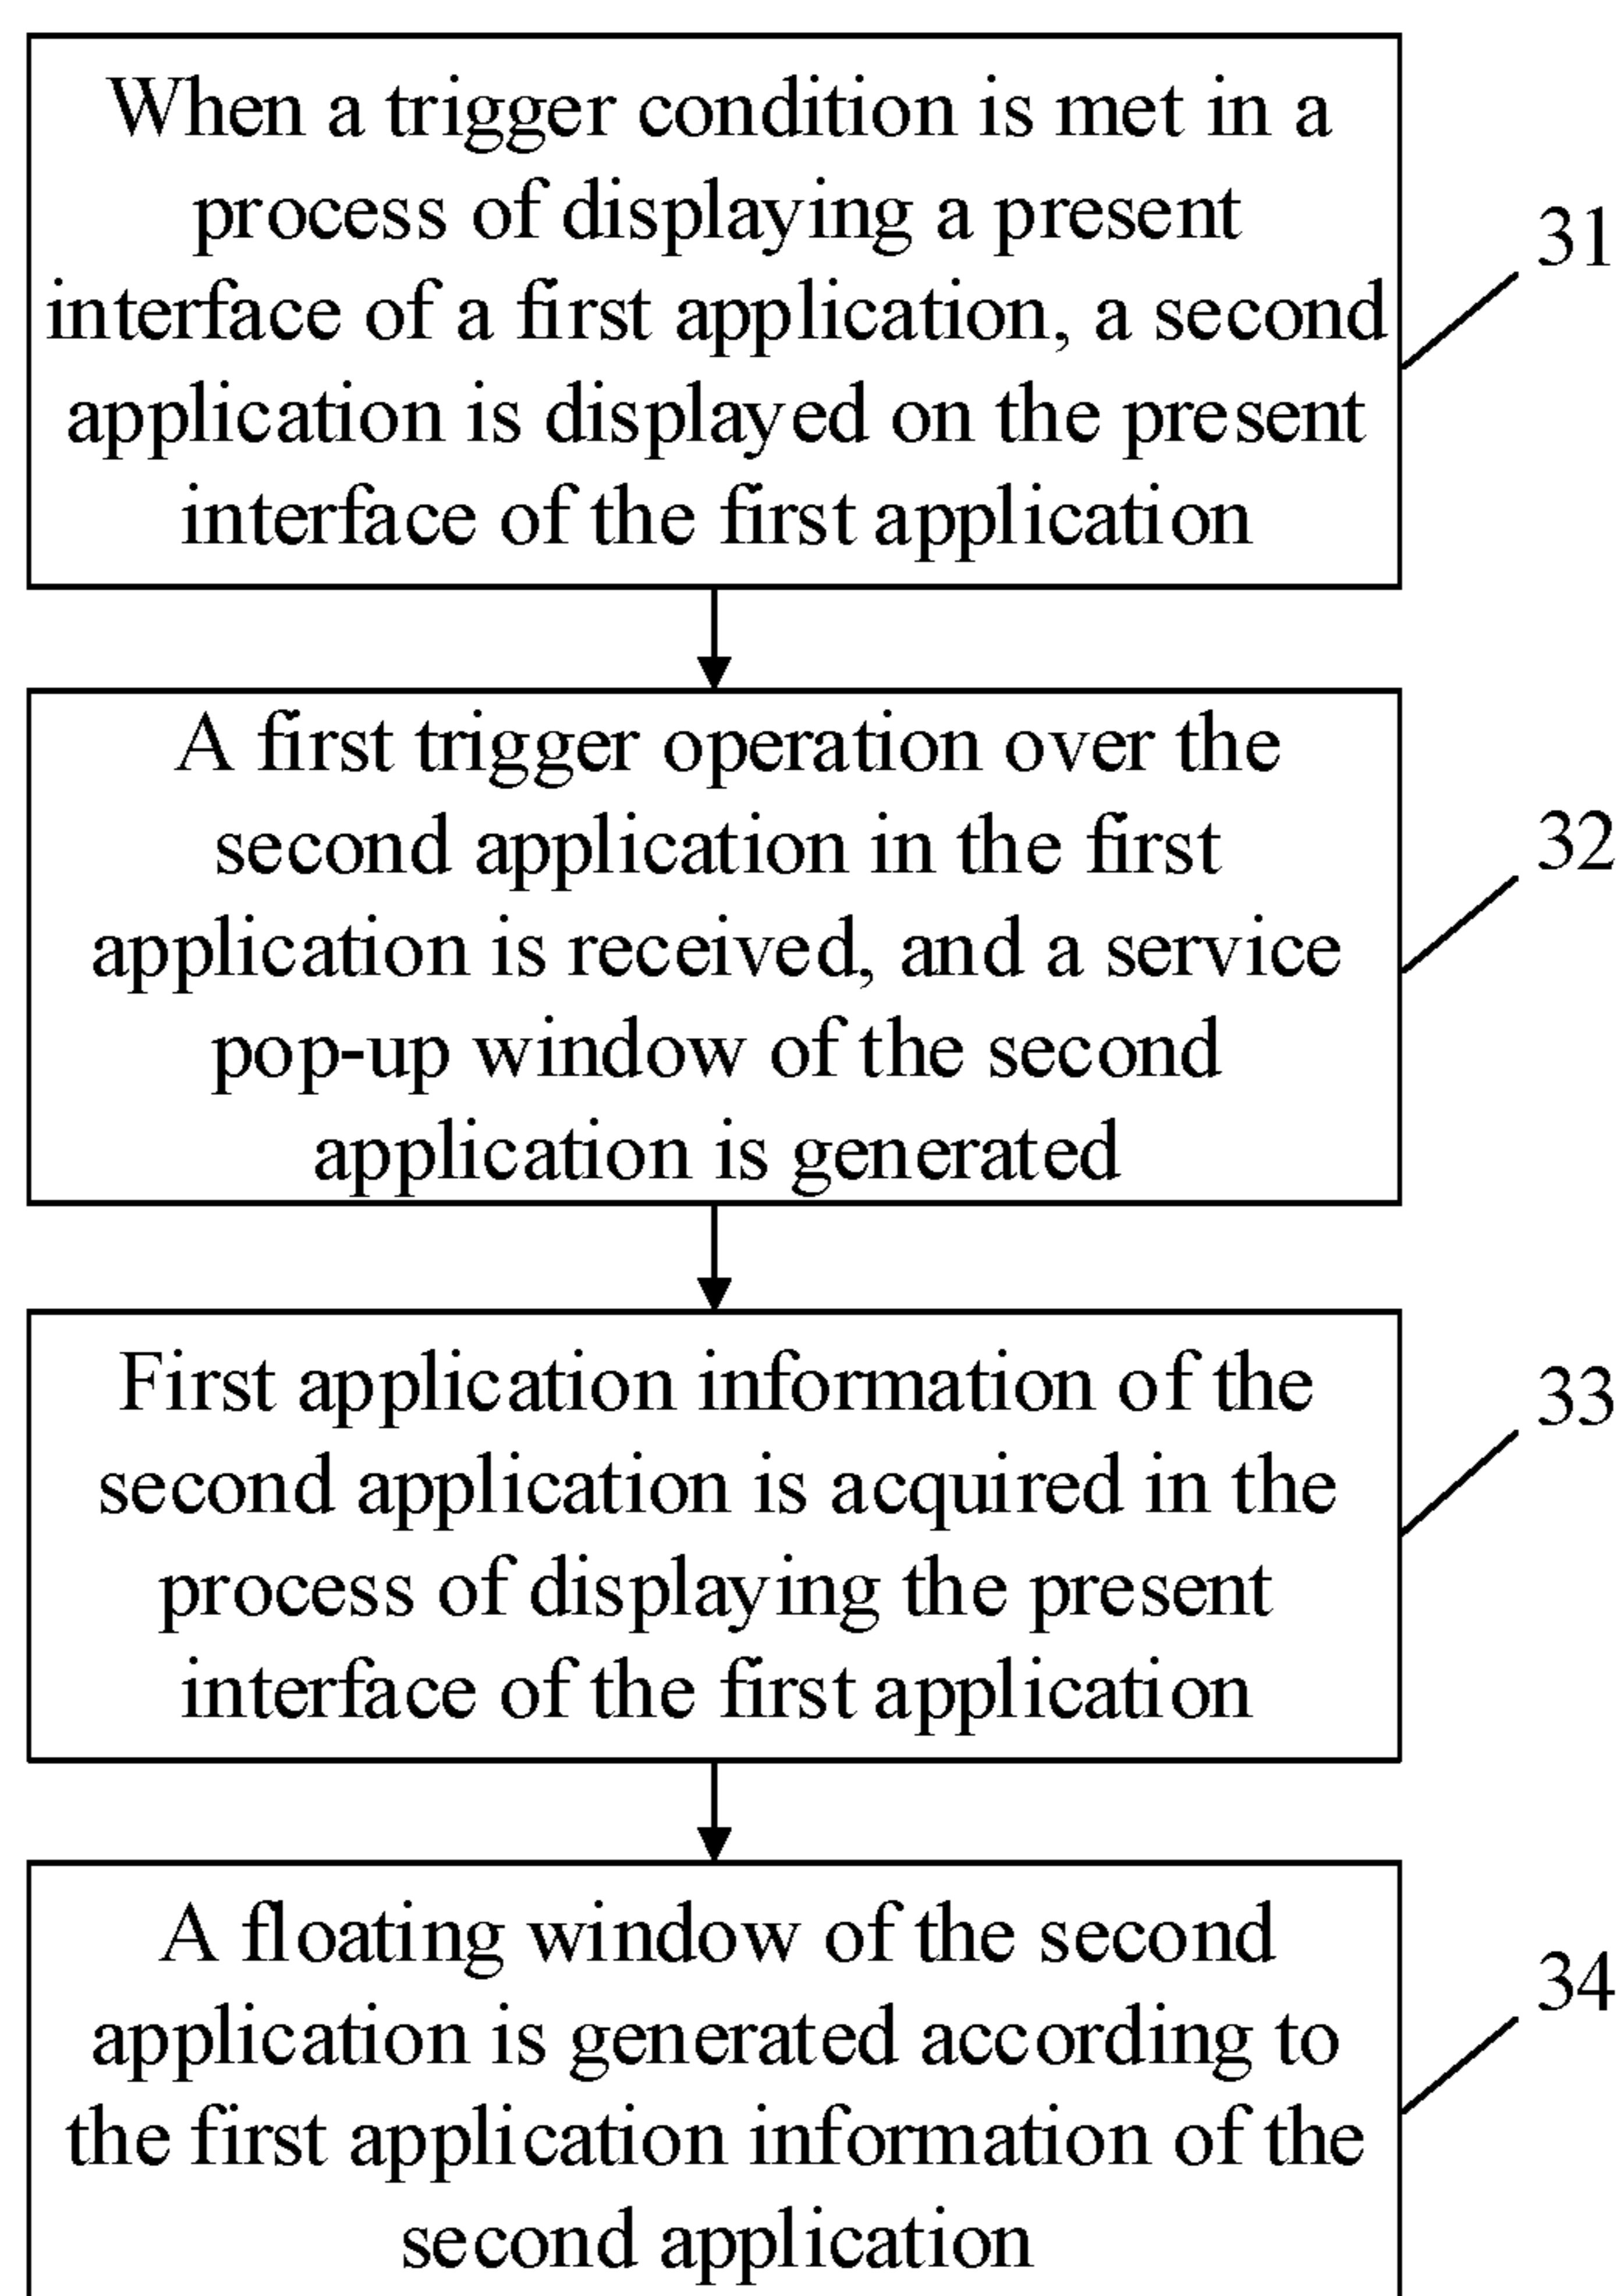 When a trigger condition is met in a
process of displaying a present
interface of a first application, a second
application is displayed on the present
interface of the first application
31
A first trigger operation over the
second application in the first
application is received, and a service
pop-up window of the second
application is generated
32
First application information of the
second application is acquired in the
process of displaying the present
interface of the first application
33
A floating window of the second
application is generated according to
the first application information of the
second application
34